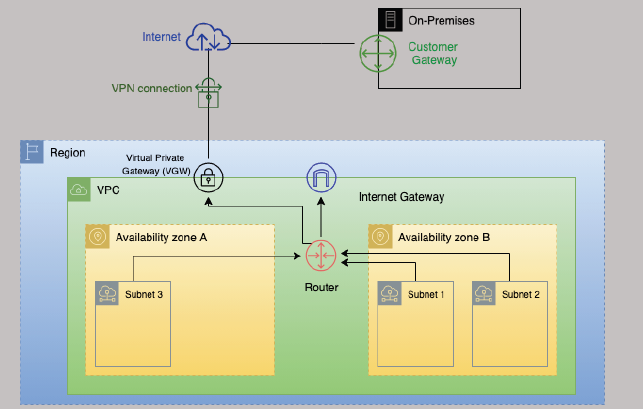 On-Premises
Internet
Customer
Gateway
VPN connection
Region
Virtual Private
Gateway (VGW)
VPC
Internet Gateway
Availability zone A
Availability zone B
Subnet 3
Router
Subnet 1
Subnet 2